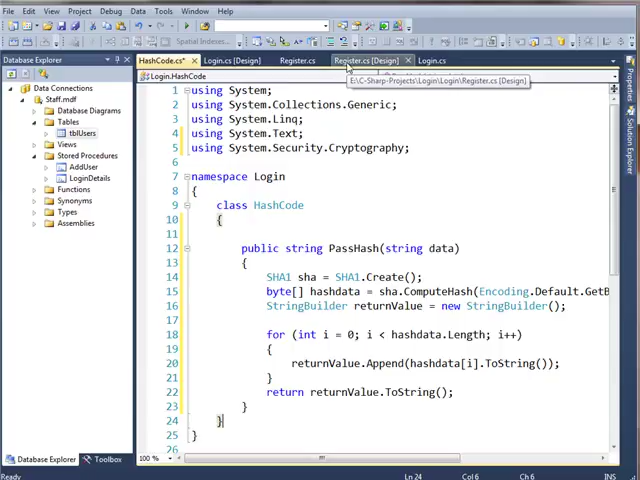 File Edit View Project Build Debug Data Tools Window Help
Database Explorer
HashCode.cs* Login.cs [Design] Register.cs Register.cs [Design] Login.cs
E:\C-Sharp-Projects\Login\Login\Register.cs [Design]
Login.HashCode
Data Connections
Staff.mdf
Database Diagrams
Tables
tblUsers
Views
Stored Procedures
AddUser
LoginDetails
Functions
Synonyms
Types
Assemblies
1 using System;
2 using System.Collections.Generic;
3 using System.Linq;
4 using System.Text;
5 using System.Security.Cryptography;
6
7 namespace Login
8 {
9 class HashCode
10 {
11
12 public string PassHash(string data)
13 {
14 SHA1 sha = SHA1.Create();
15 byte[] hashdata = sha.ComputeHash(Encoding.Default.GetB
16 StringBuilder returnValue = new StringBuilder();
17
18 for (int i = 0; i < hashdata.Length; i++)
19 {
20 returnValue.Append(hashdata[i].ToString());
21 }
22 return returnValue.ToString();
23 }
24 }
25 }
26
100 %
Properties
Solution Explorer
Database Explorer Toolbox
Ready Ln 24 Col 6 Ch 6